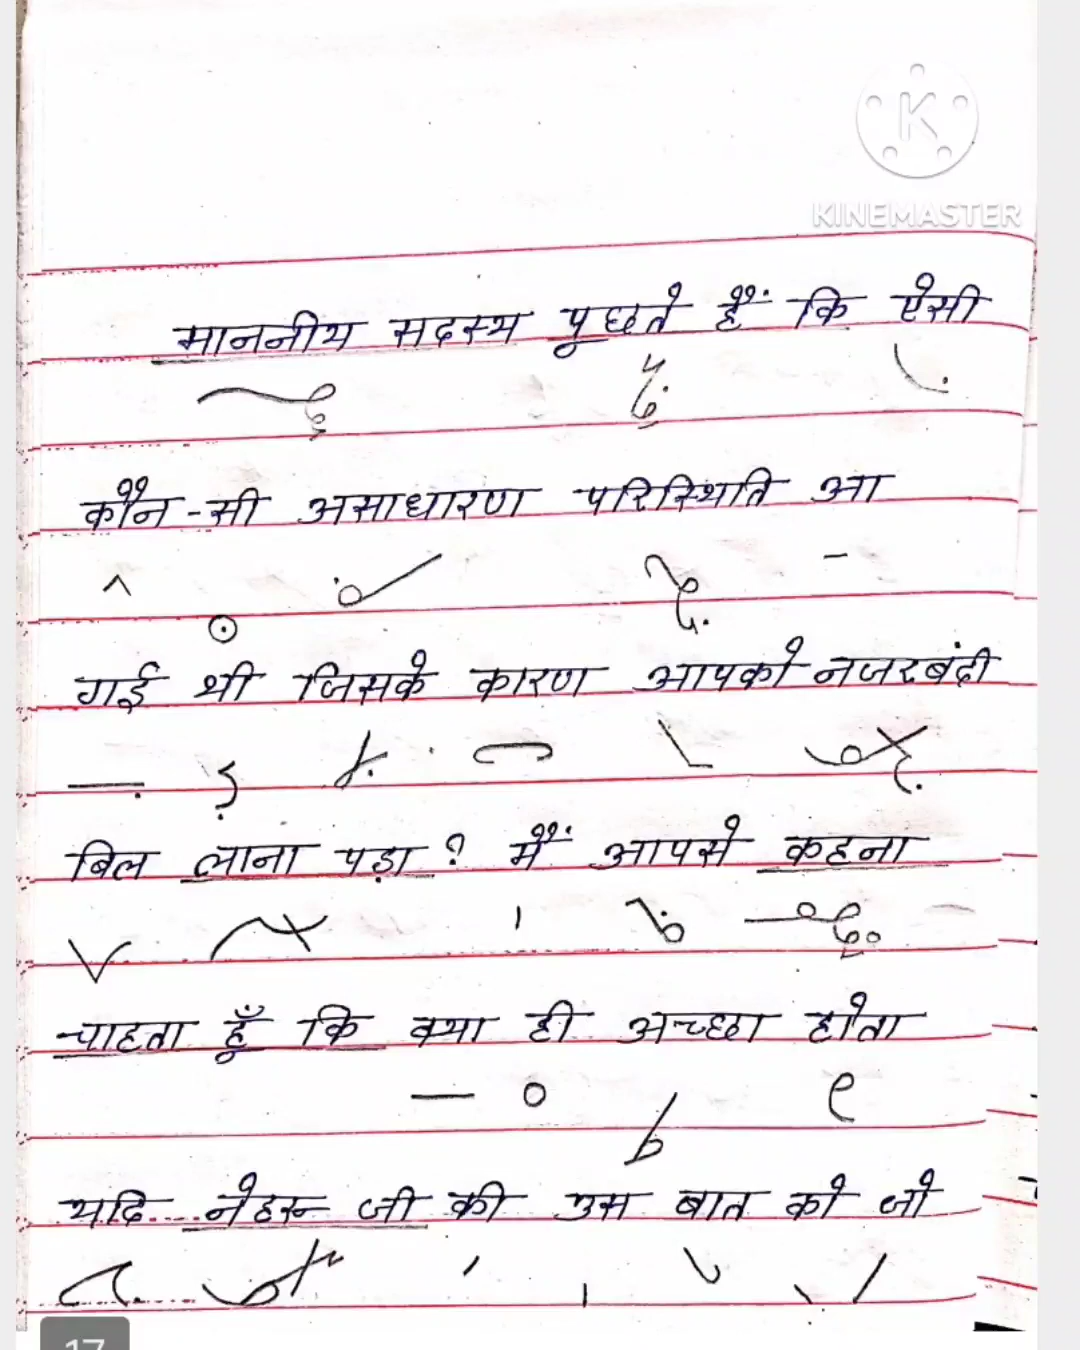 KINEMASTER
माननीय सदस्य पूछते हैं कि ऐसी
कौन-सी असाधारण परिस्थिति आ
गई थी जिसके कारण आपको नजरबंदी
बिल लाना पड़ा ? मैं आपसे कहना
चाहता हूँ कि क्या ही अच्छा होता
यदि नेहरू जी की उस बात को जो
17